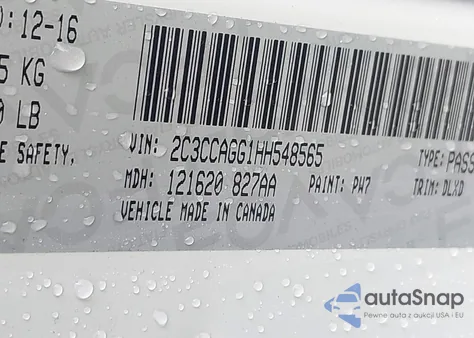 ): 12-16
5 KG
0 LB
E SAFETY,
VIN: 2C3CCAGG1HH548565
TYPE: PASS
MDH: 121620 827AA
PAINT: PW7
TRIM: DLXD
VEHICLE MADE IN CANADA
autoSnap
Pewne auta z aukcji USA i EU